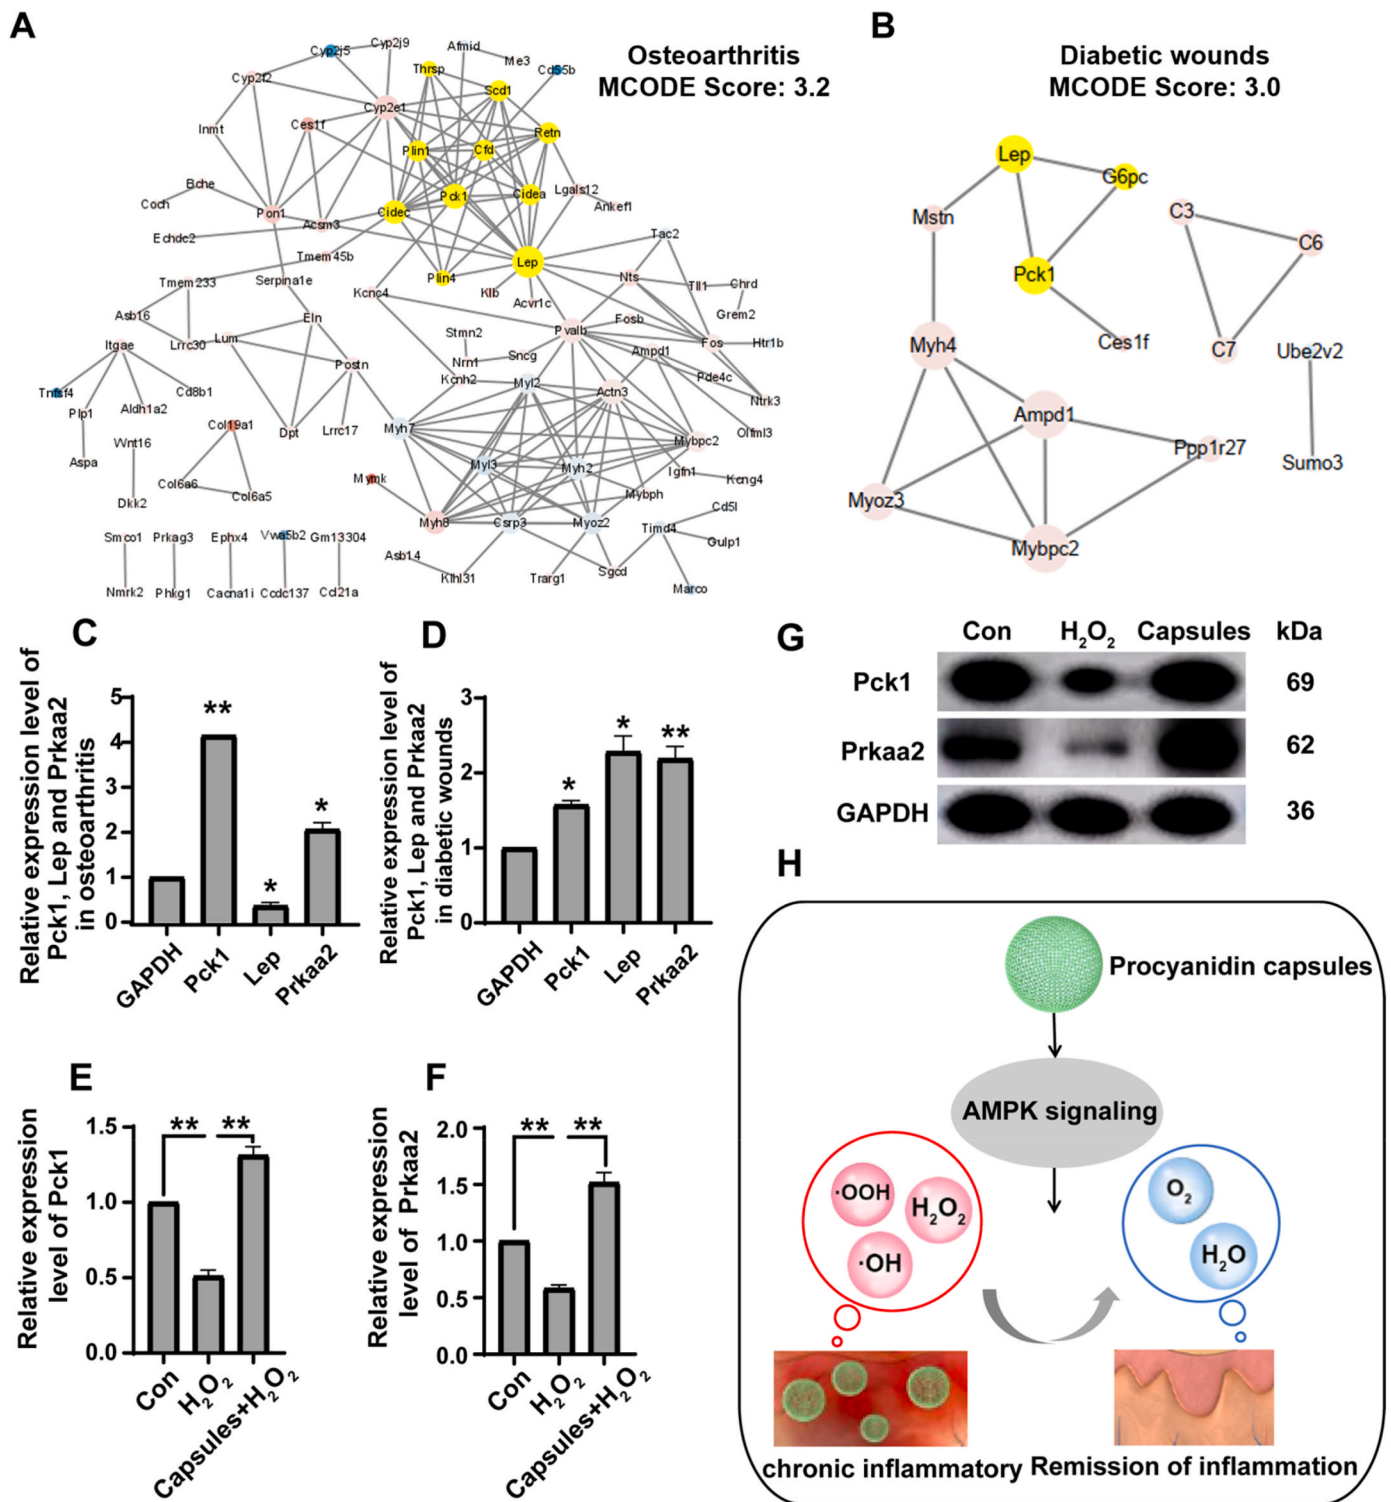 A
Osteoarthritis
MCODE Score: 3.2
Cyp2j5
Cyp2j9
Afmid
Me3
Cd55b
Thrsp
Cyp2f2
Scd1
Cyp2e1
Inmt
Ces1f
Retn
Plin1
Cfd
Bche
Pck1
Cidea
Lgals12
Coch
Pon1
Cidec
Ankef1
Acsm3
Echdc2
Tac2
Tmem45b
Lep
Tmem233
Serpina1e
Plin4
Nts
Kcnc4
Klb
Tll1
Chrd
Acvr1c
Asb16
Eln
Fosb
Grem2
Itgae
Lrrc30
Lum
Stmn2
Pvalb
Fos
Htr1b
Nrn1
Sncg
Ampd1
Postn
Kcnh2
Myl2
Pde4c
Tnfsf4
Cd8b1
Actn3
Ntrk3
Plp1
Aldh1a2
Col19a1
Dpt
Lrrc17
Myh7
Olfml3
Wnt16
Mybpc2
Aspa
Myl3
Myh2
Igfn1
Kcng4
Col6a6
Mymk
Col6a5
Mybph
Dkk2
Cd5l
Myh8
Csrp3
Myoz2
Timd4
Smco1
Prkag3
Ephx4
Vwa5b2
Gm13304
Gulp1
Asb14
Klhl31
Trarg1
Sgcd
Marco
Nmrk2
Phkg1
Cacna1i
Ccdc137
Ccl21a
B
Diabetic wounds
MCODE Score: 3.0
Lep
G6pc
Mstn
C3
C6
Pck1
Myh4
Ces1f
C7
Ube2v2
Ampd1
Ppp1r27
Sumo3
Myoz3
Mybpc2
C
Relative expression level of
Pck1, Lep and Prkaa2
in osteoarthritis
5
4
3
2
1
0
**
*
*
GAPDH
Pck1
Lep
Prkaa2
D
Relative expression level of
Pck1, Lep and Prkaa2
in diabetic wounds
3
2
1
0
*
*
**
GAPDH
Pck1
Lep
Prkaa2
E
Relative expression
level of Pck1
1.5
1.0
0.5
0.0
**
**
Con
H2O2
Capsules+H2O2
F
Relative expression
level of Prkaa2
2.0
1.5
1.0
0.5
0.0
**
**
Con
H2O2
Capsules+H2O2
G
Con H2O2 Capsules kDa
Pck1 69
Prkaa2 62
GAPDH 36
H
Procyanidin capsules
AMPK signaling
·OOH
H2O2
·OH
O2
H2O
chronic inflammatory
Remission of inflammation